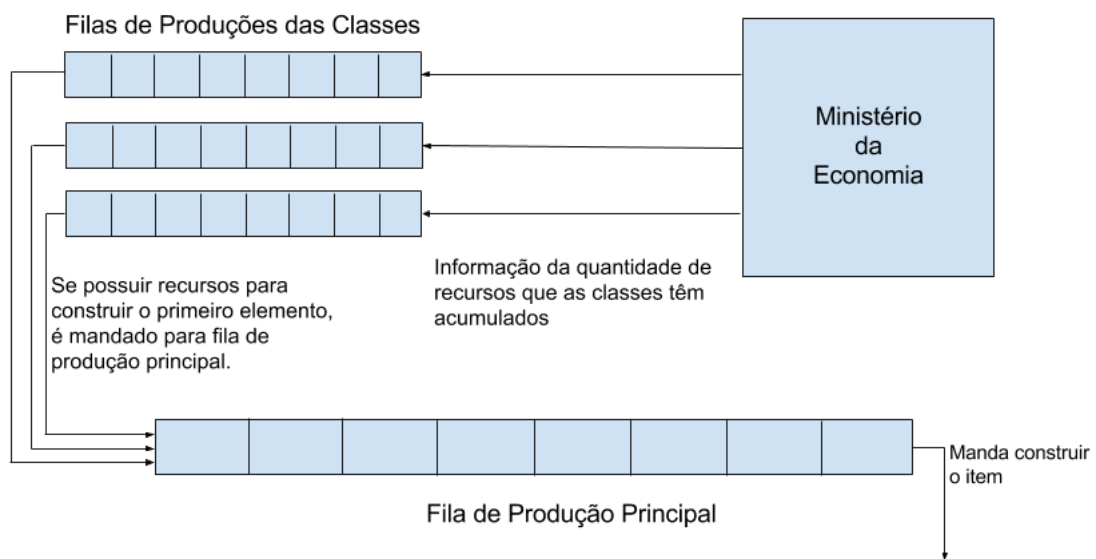 Filas de Produções das Classes
Ministério
da
Economia
Informação da quantidade de
recursos que as classes têm
acumulados
Se possuir recursos para
construir o primeiro elemento,
é mandado para fila de
produção principal.
Manda construir
o item
Fila de Produção Principal